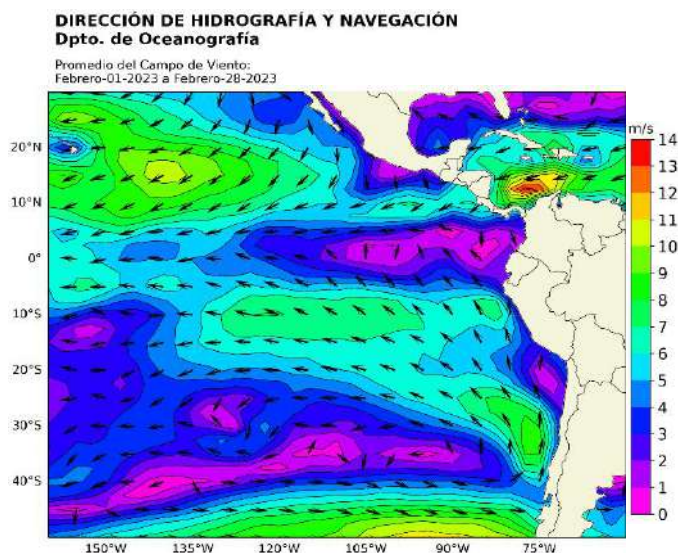 DIRECCIÓN DE HIDROGRAFÍA Y NAVEGACIÓN
Dpto. de Oceanografía
Promedio del Campo de Viento:
Febrero-01-2023 a Febrero-28-2023
m/s
14
13
12
11
10
9
8
7
6
5
4
3
2
1
0
20°N
10°N
0°
10°S
20°S
30°S
40°S
150°W 135°W 120°W 105°W 90°W 75°W